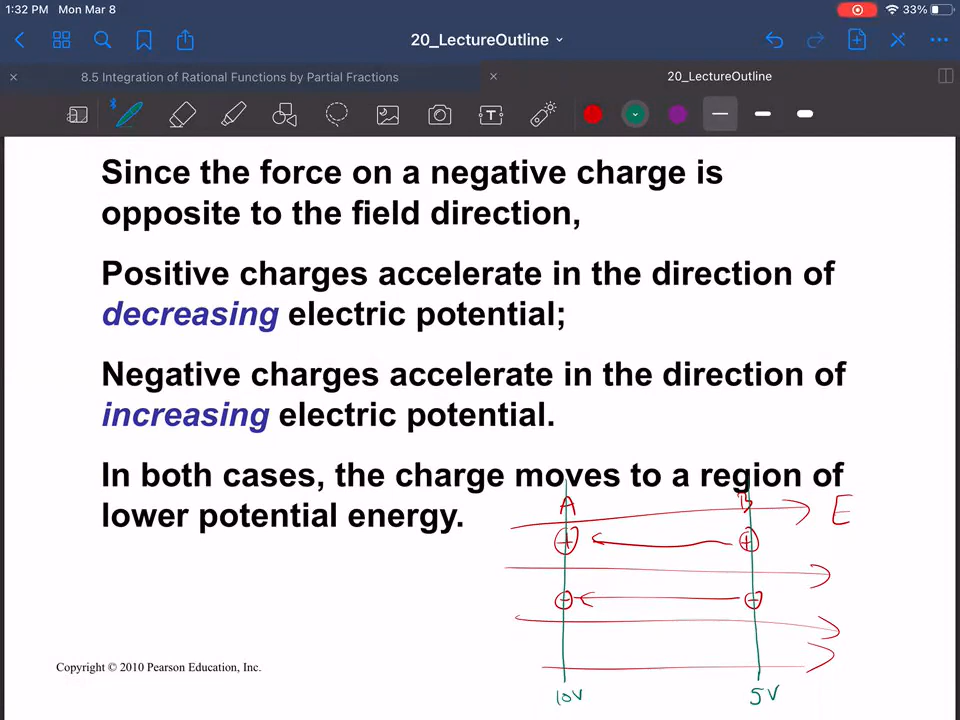 1:32 PM Mon Mar 8
33%
20_LectureOutline
8.5 Integration of Rational Functions by Partial Fractions
20_LectureOutline
T
Since the force on a negative charge is
opposite to the field direction,
Positive charges accelerate in the direction of
decreasing electric potential;
Negative charges accelerate in the direction of
increasing electric potential.
In both cases, the charge moves to a region of
lower potential energy.
A B E
+ +
- -
10V 5V
Copyright © 2010 Pearson Education, Inc.